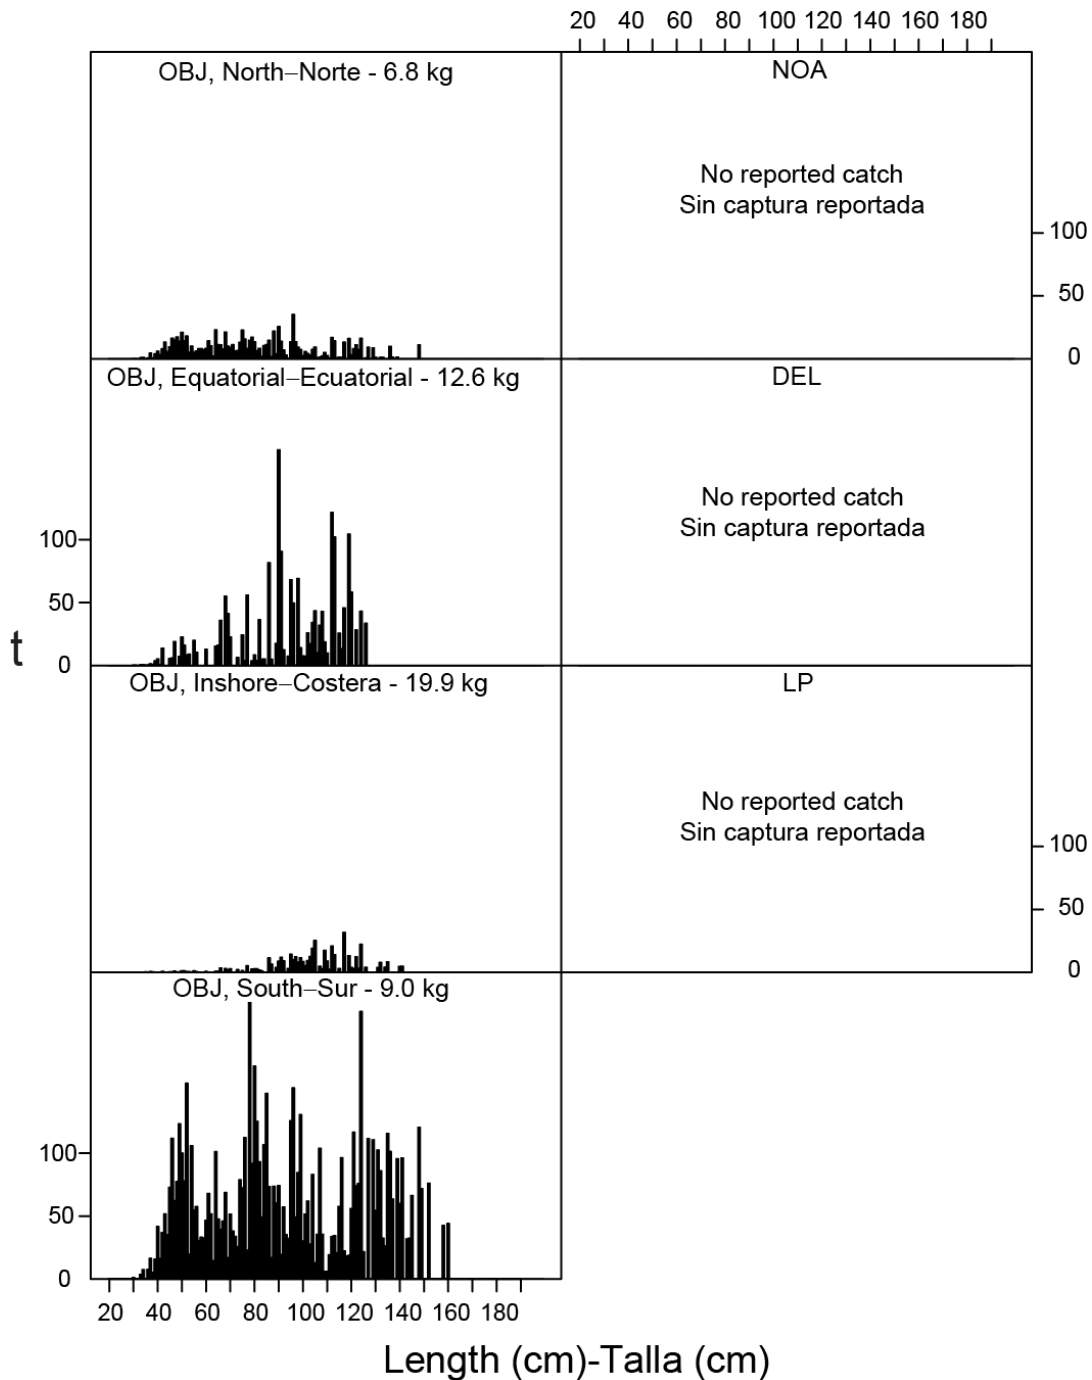 20 40 60 80 100 120 140 160 180
OBJ, North–Norte - 6.8 kg
NOA
No reported catch
Sin captura reportada
100
50
0
OBJ, Equatorial–Ecuatorial - 12.6 kg
DEL
No reported catch
Sin captura reportada
100
50
0
t
OBJ, Inshore–Costera - 19.9 kg
LP
No reported catch
Sin captura reportada
100
50
0
OBJ, South–Sur - 9.0 kg
100
50
0
20 40 60 80 100 120 140 160 180
Length (cm)-Talla (cm)